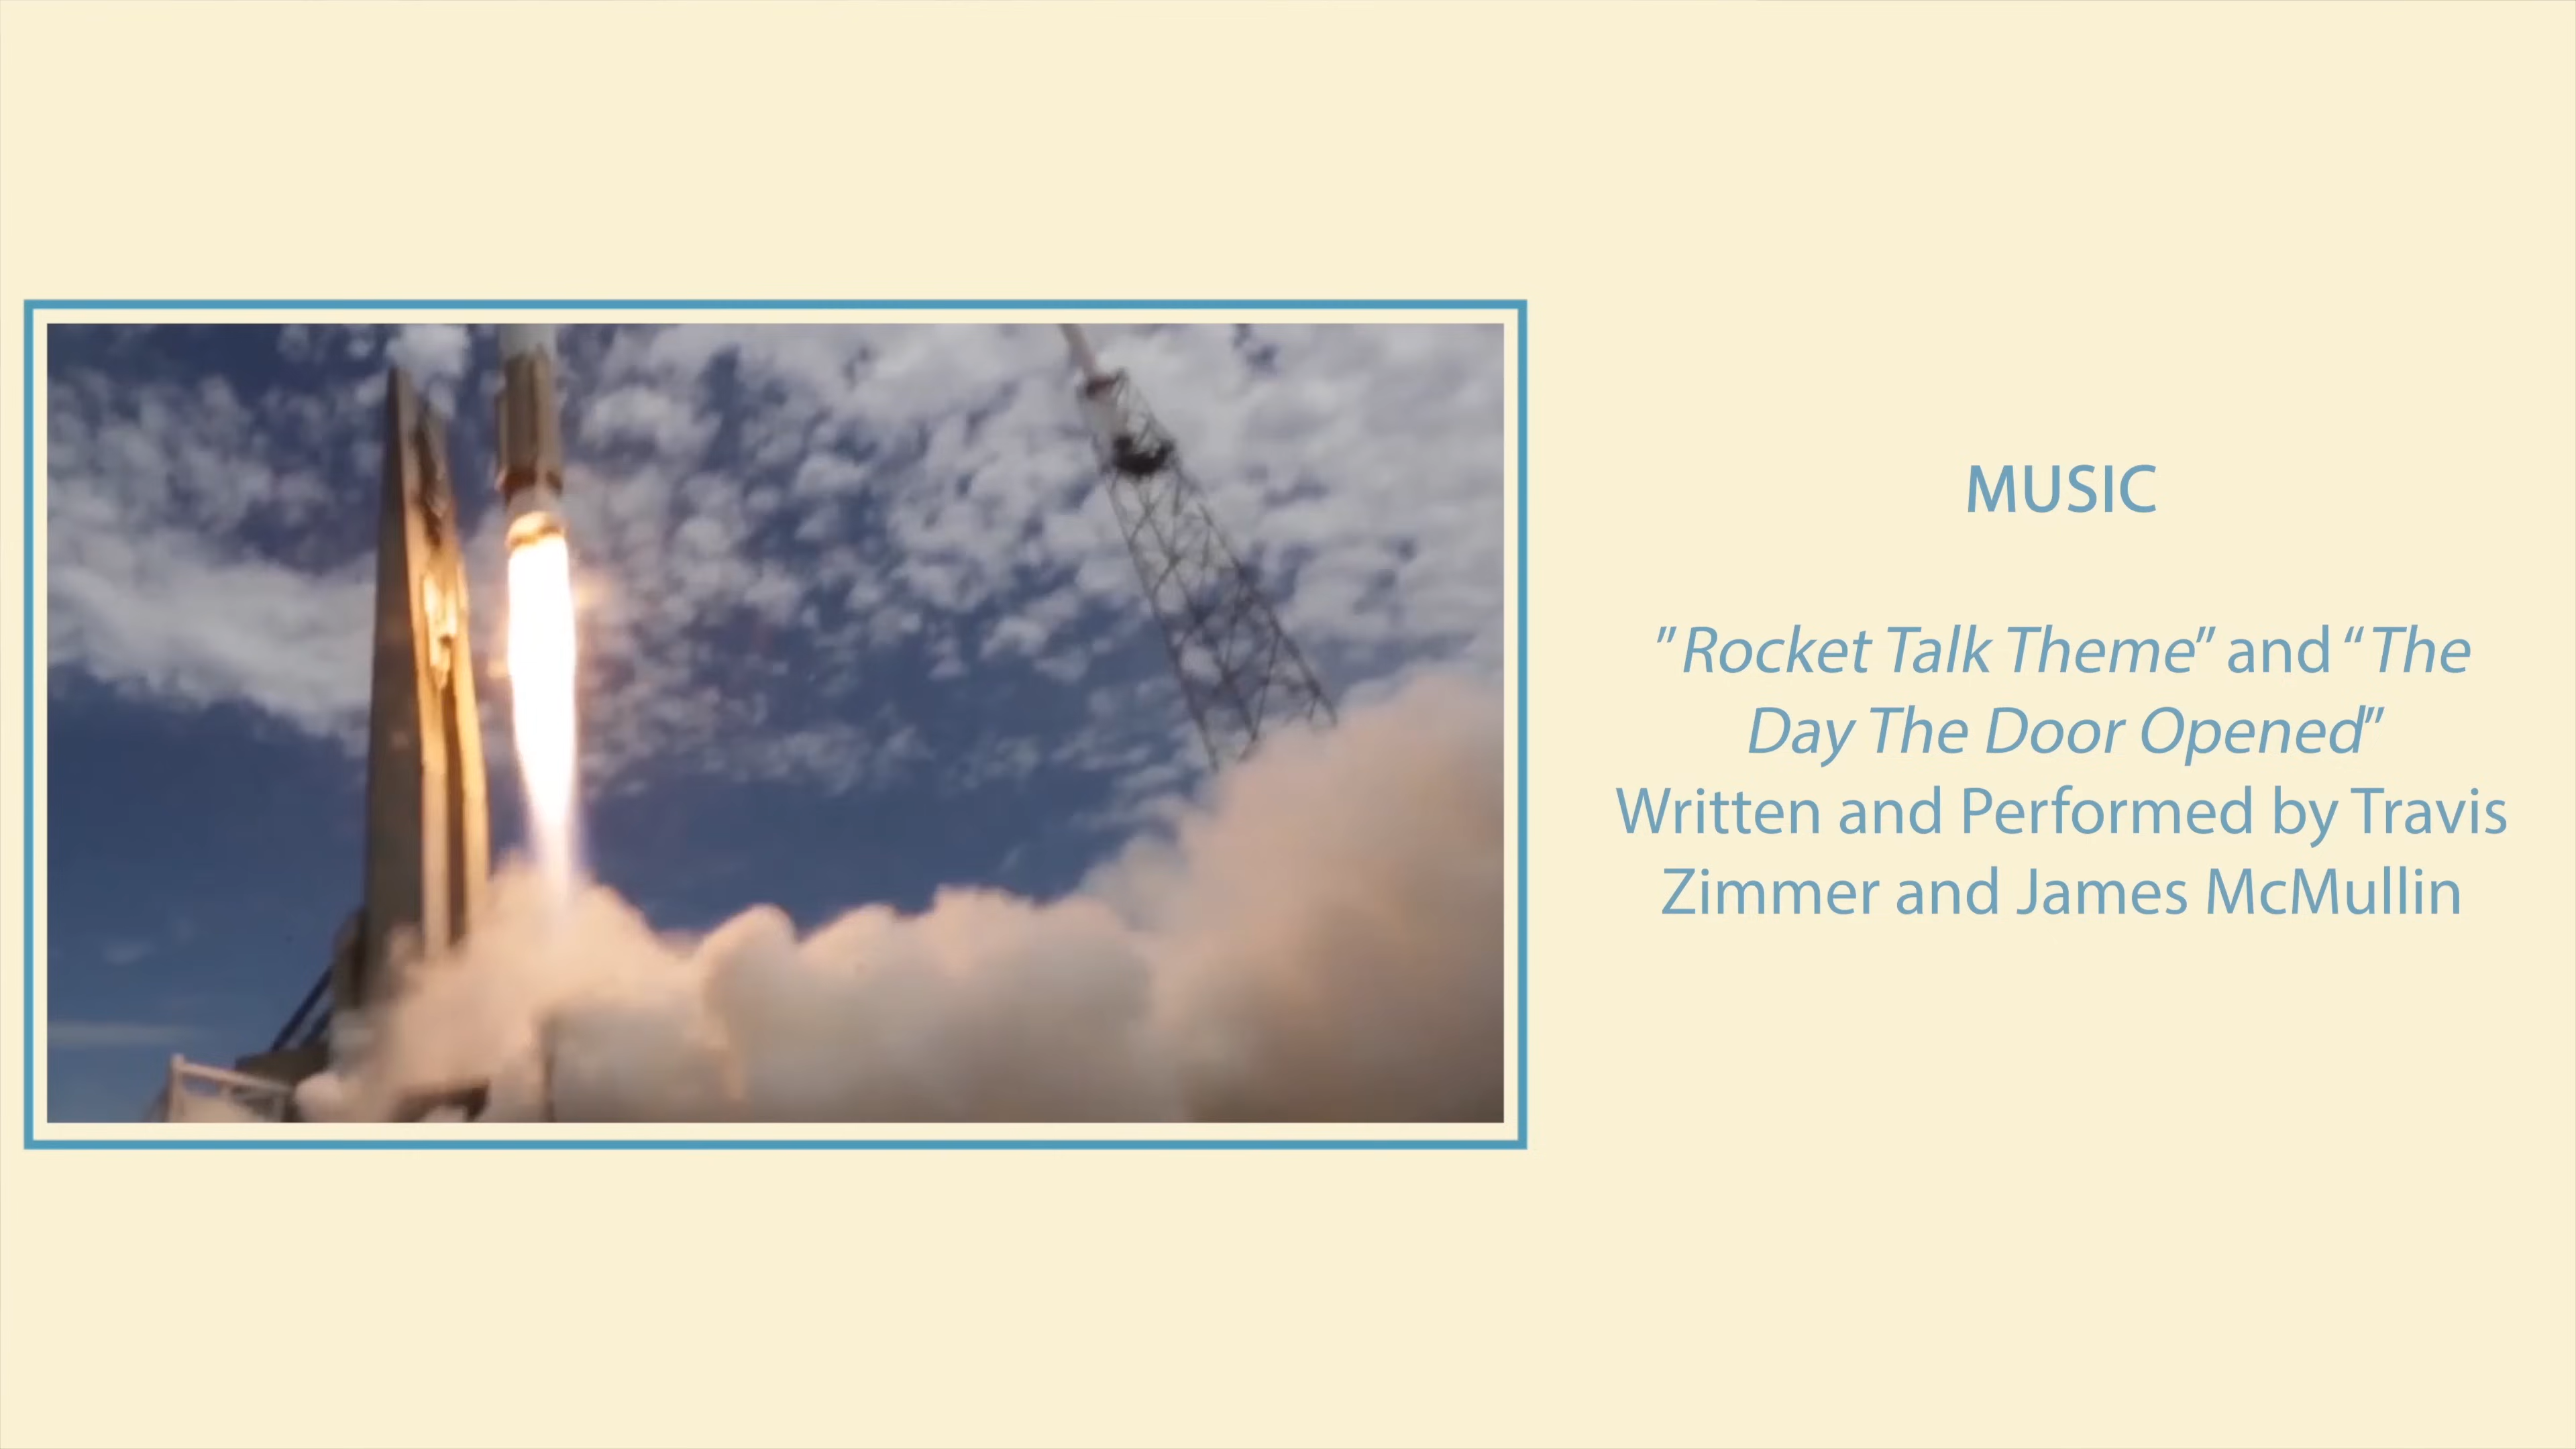 MUSIC
”Rocket Talk Theme” and “The
Day The Door Opened”
Written and Performed by Travis
Zimmer and James McMullin